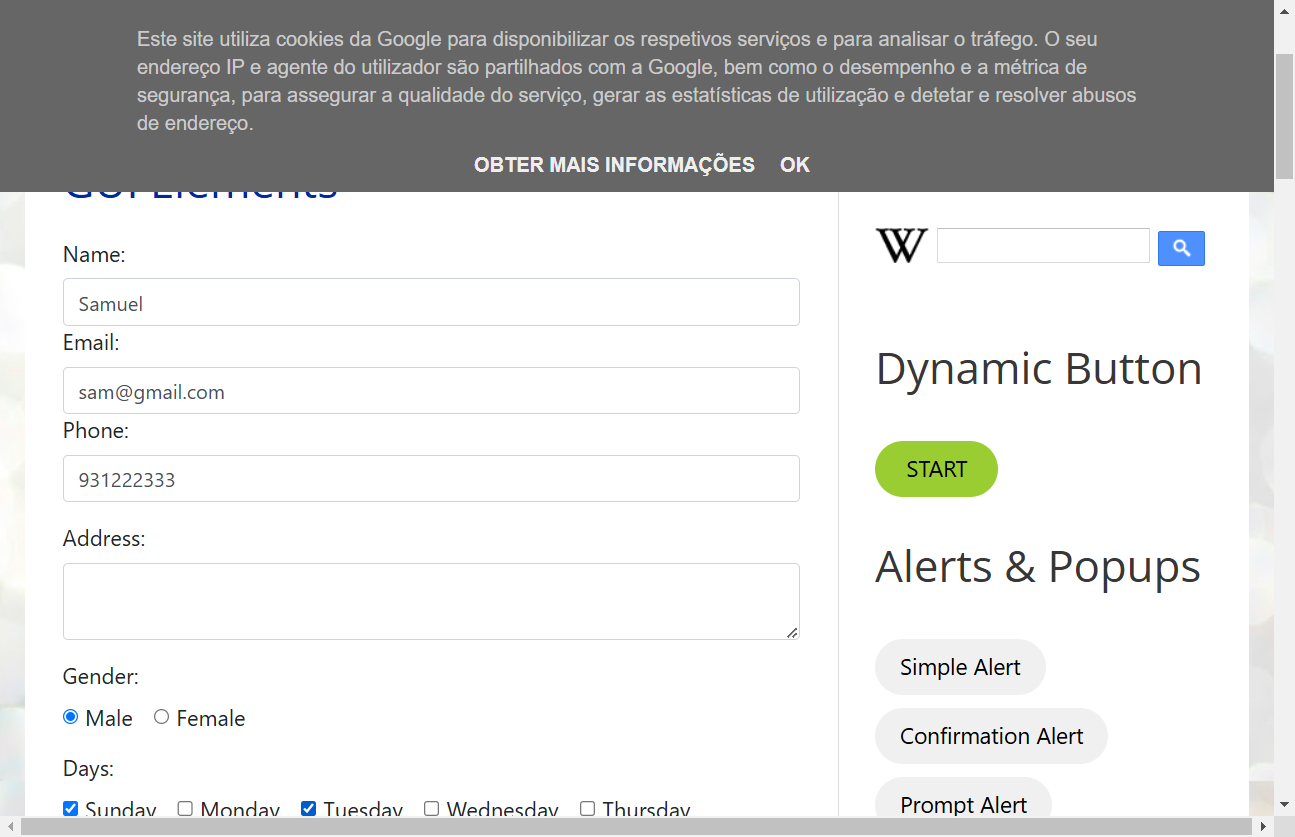 Este site utiliza cookies da Google para disponibilizar os respetivos serviços e para analisar o tráfego. O seu
endereço IP e agente do utilizador são partilhados com a Google, bem como o desempenho e a métrica de
segurança, para assegurar a qualidade do serviço, gerar as estatísticas de utilização e detetar e resolver abusos
de endereço.
OBTER MAIS INFORMAÇÕES OK
GUI Elements
Name:
Samuel
Email:
sam@gmail.com
Phone:
931222333
Address:
Gender:
Male Female
Days:
Sunday Monday Tuesday Wednesday Thursday
W
Dynamic Button
START
Alerts & Popups
Simple Alert
Confirmation Alert
Prompt Alert